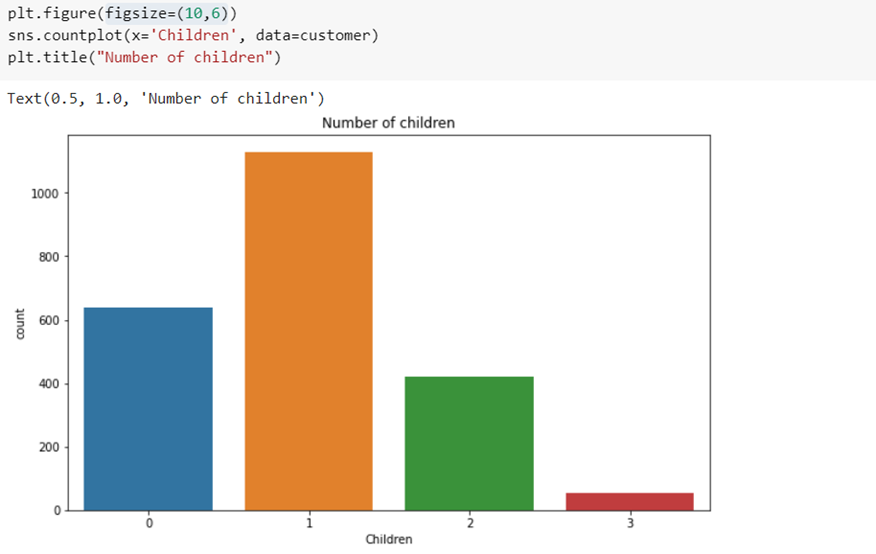 plt.figure(figsize=(10,6))
sns.countplot(x='Children', data=customer)
plt.title("Number of children")
Text(0.5, 1.0, 'Number of children')
Number of children
1000
800
600
400
200
0
count
0 1 2 3
Children